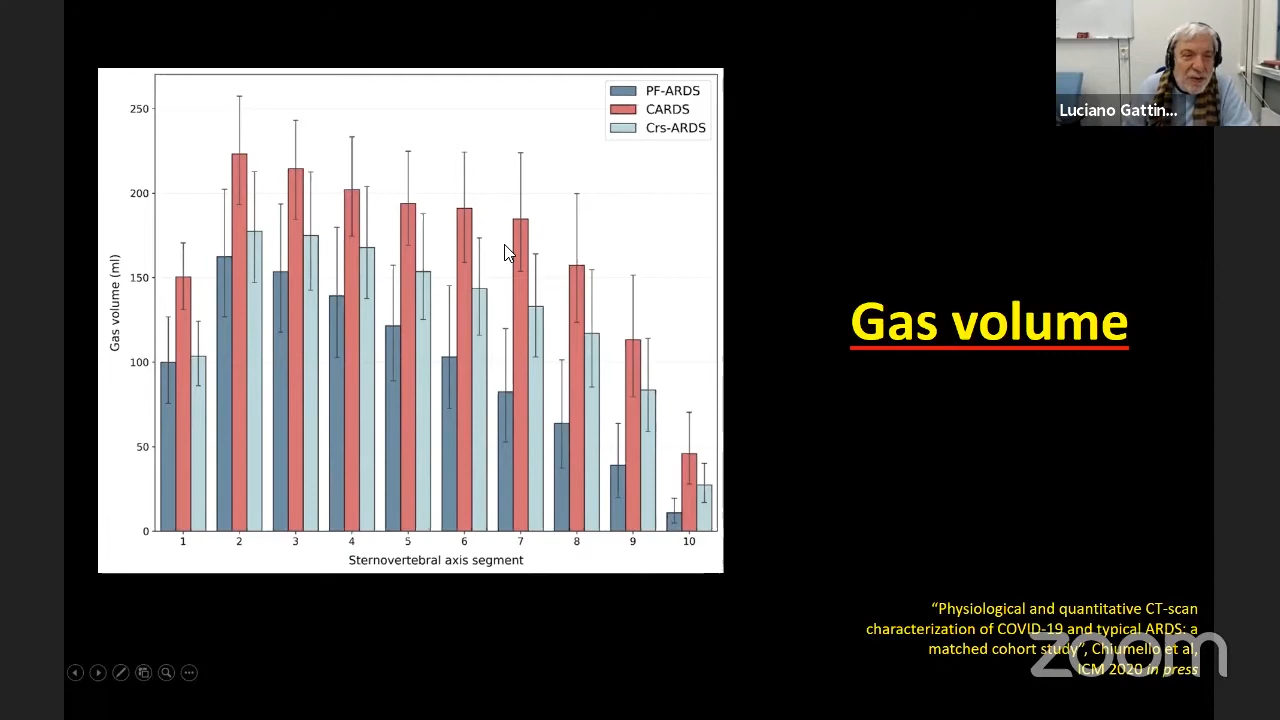 Luciano Gattin...
PF-ARDS
CARDS
Crs-ARDS
250
200
150
100
50
0
Gas volume (ml)
1 2 3 4 5 6 7 8 9 10
Sternovertebral axis segment
Gas volume
“Physiological and quantitative CT-scan
characterization of COVID-19 and typical ARDS: a
matched cohort study”, Chiumello et al,
ICM 2020 in press
zoom